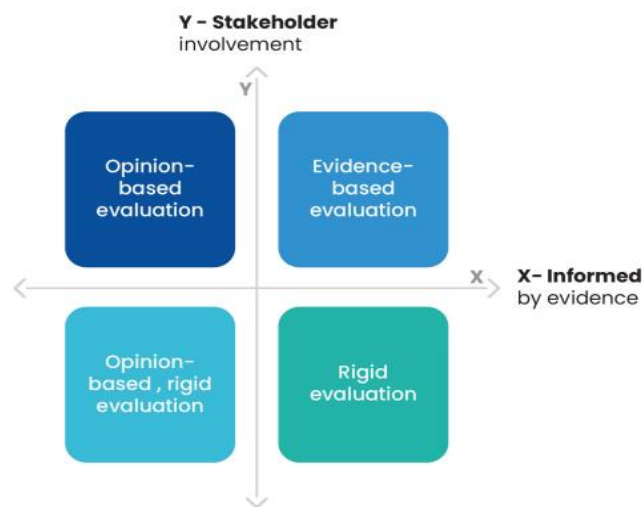 Y - Stakeholder
involvement
Y
Opinion-
based
evaluation
Evidence-
based
evaluation
X
X- Informed
by evidence
Opinion-
based , rigid
evaluation
Rigid
evaluation